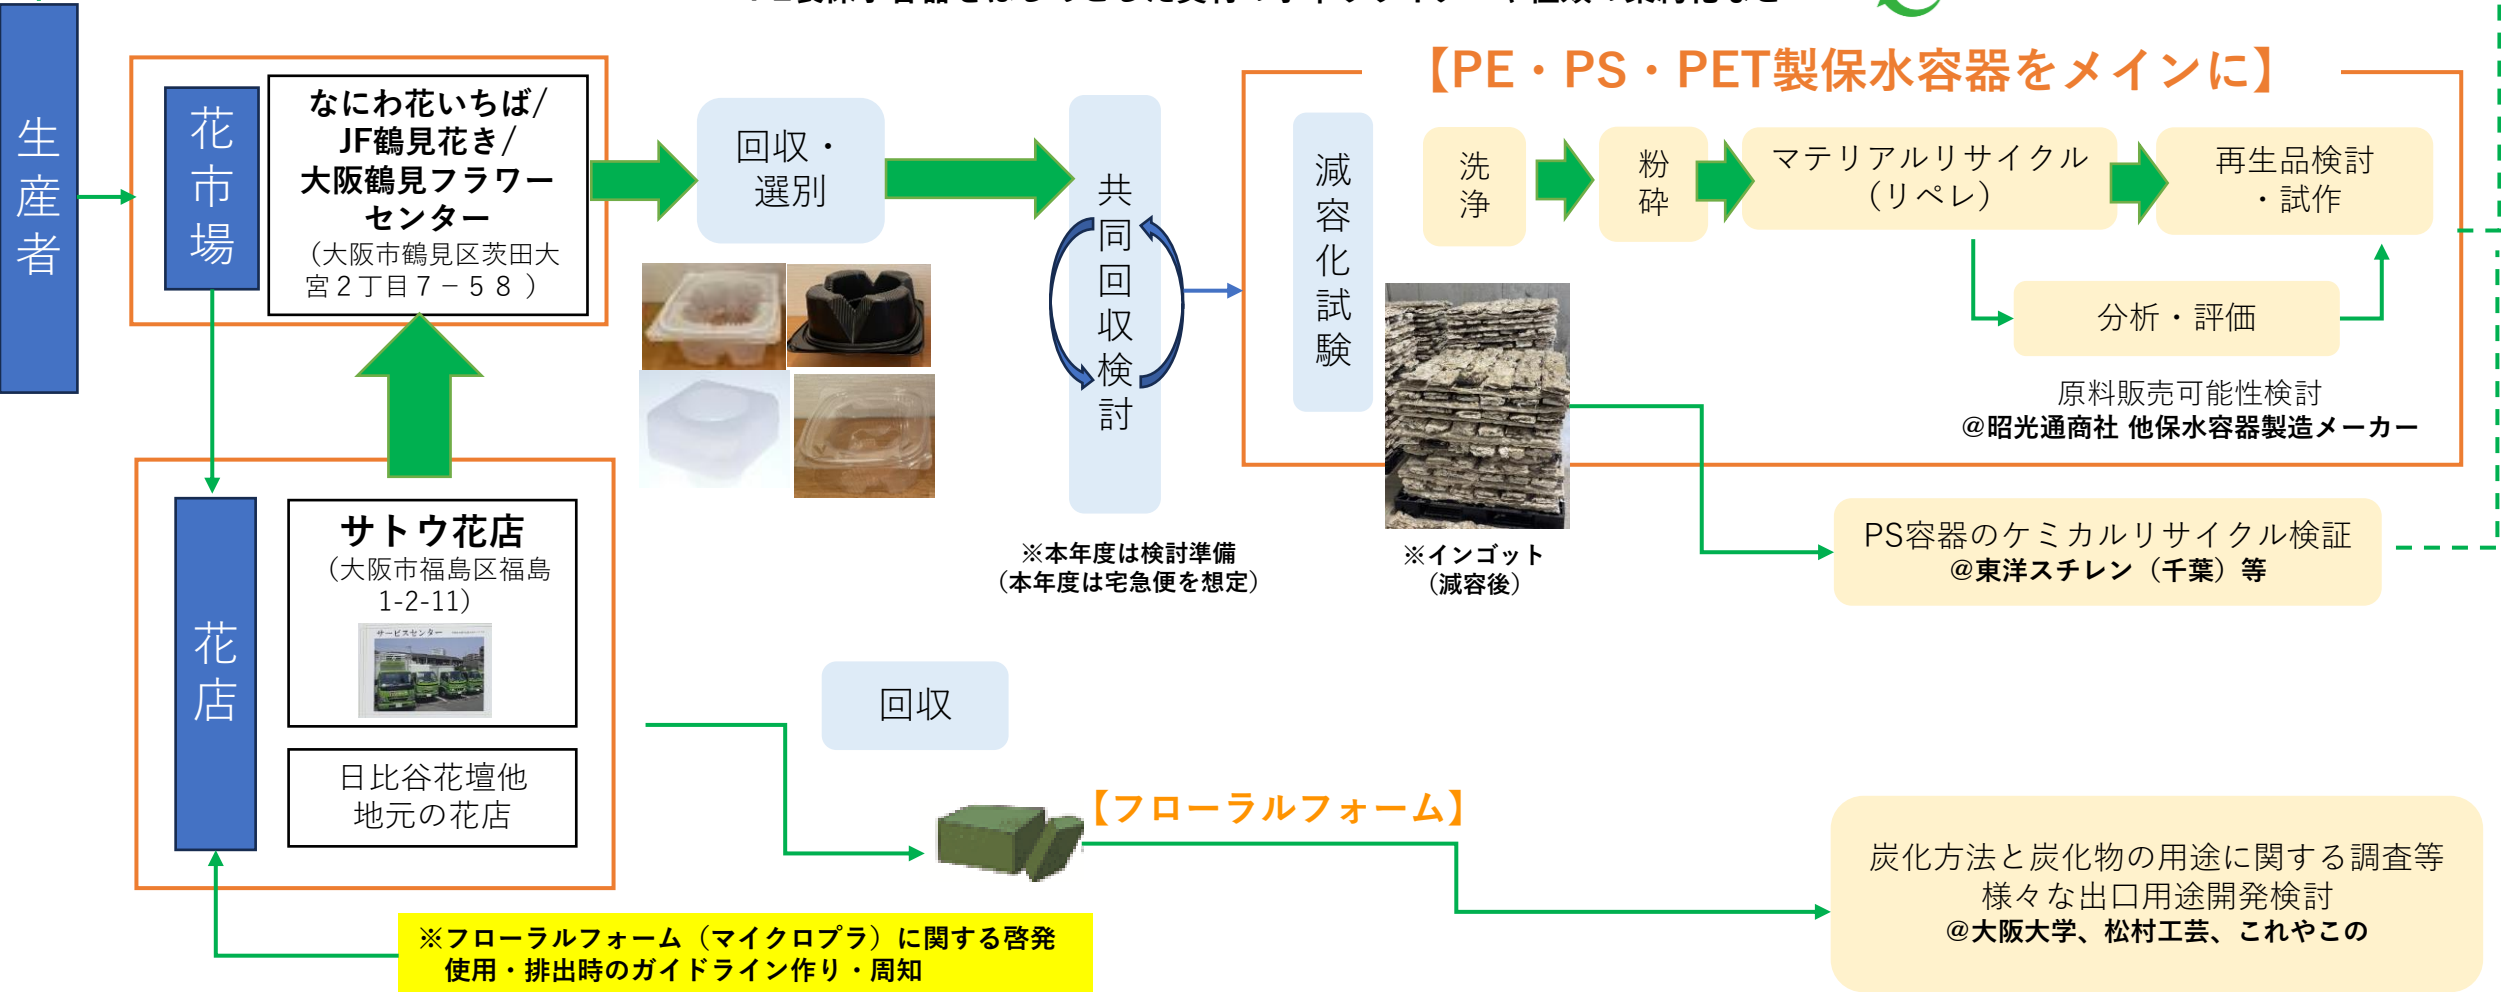 【PE・PS・PET製保水容器をメインに】
生産者
花市場
なにわ花いちば/
JF鶴見花き/
大阪鶴見フラワー
センター
（大阪市鶴見区茨田大
宮２丁目７－５８）
回収・
選別
共同回収検討
減容化試験
洗浄
粉砕
マテリアルリサイクル
（リペレ）
再生品検討
・試作
分析・評価
原料販売可能性検討
@昭光通商社 他保水容器製造メーカー
※本年度は検討準備
（本年度は宅急便を想定）
※インゴット
（減容後）
PS容器のケミカルリサイクル検証
@東洋スチレン（千葉）等
花店
サトウ花店
（大阪市福島区福島
1-2-11）
サービスセンター
日比谷花壇他
地元の花店
回収
【フローラルフォーム】
炭化方法と炭化物の用途に関する調査等
様々な出口用途開発検討
@大阪大学、松村工芸、これやこの
※フローラルフォーム（マイクロプラ）に関する啓発
使用・排出時のガイドライン作り・周知